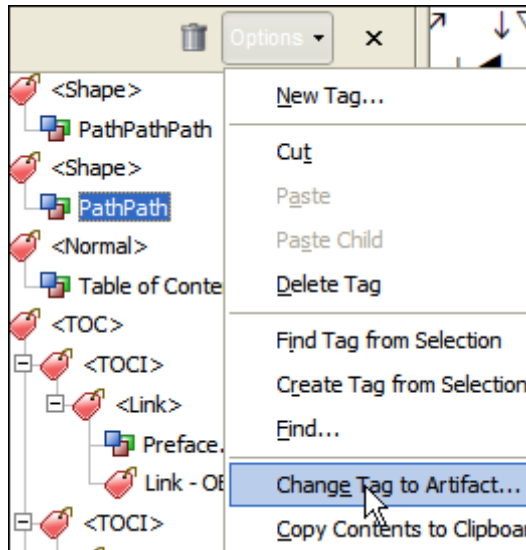 Options
<Shape>
PathPathPath
<Shape>
PathPath
<Normal>
Table of Conte
<TOC>
<TOCI>
<Link>
Preface.
Link - OB
<TOCI>
New Tag...
Cut
Paste
Paste Child
Delete Tag
Find Tag from Selection
Create Tag from Selection
Find...
Change Tag to Artifact...
Copy Contents to Clipboar